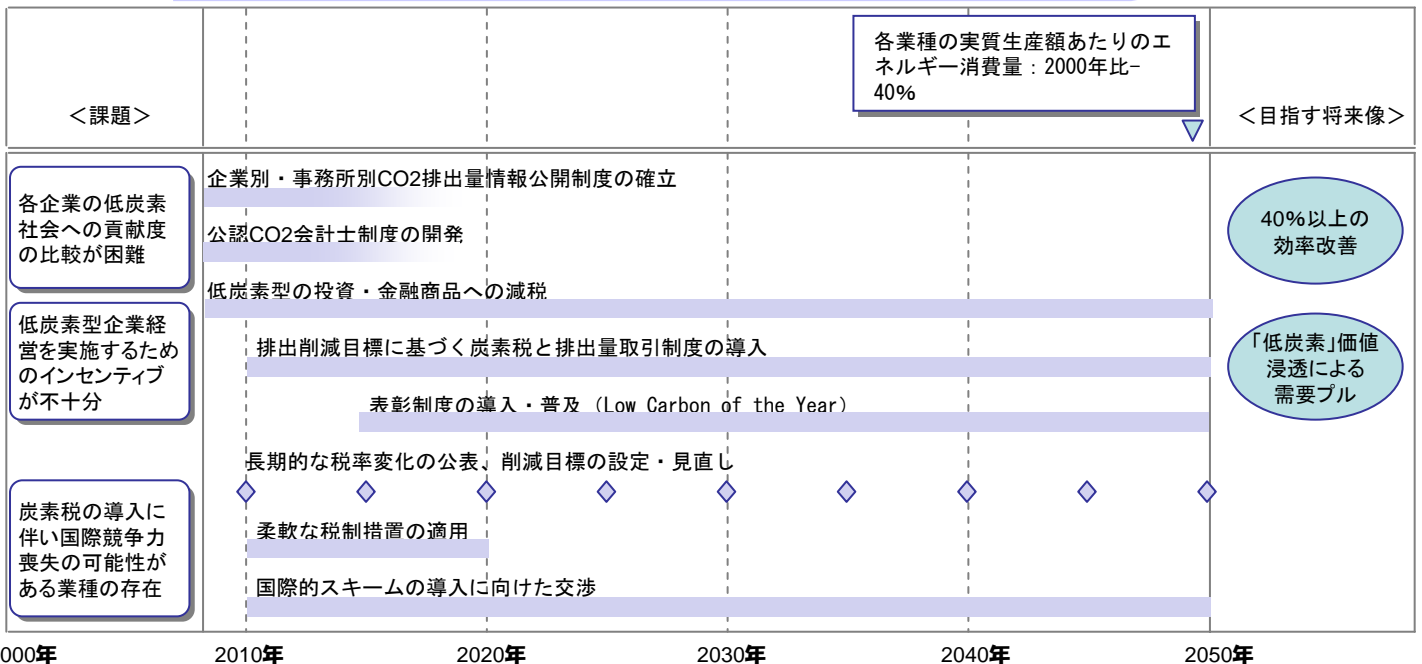 各業種の実質生産額あたりのエ
ネルギー消費量：2000年比-
40%
＜課題＞
＜目指す将来像＞
各企業の低炭素
社会への貢献度
の比較が困難
企業別・事務所別CO2排出量情報公開制度の確立
公認CO2会計士制度の開発
低炭素型の投資・金融商品への減税
40%以上の
効率改善
低炭素型企業経
営を実施するため
のインセンティブ
が不十分
排出削減目標に基づく炭素税と排出量取引制度の導入
表彰制度の導入・普及（Low Carbon of the Year）
「低炭素」価値
浸透による
需要プル
長期的な税率変化の公表、削減目標の設定・見直し
炭素税の導入に
伴い国際競争力
喪失の可能性が
ある業種の存在
柔軟な税制措置の適用
国際的スキームの導入に向けた交渉
000年 2010年 2020年 2030年 2040年 2050年